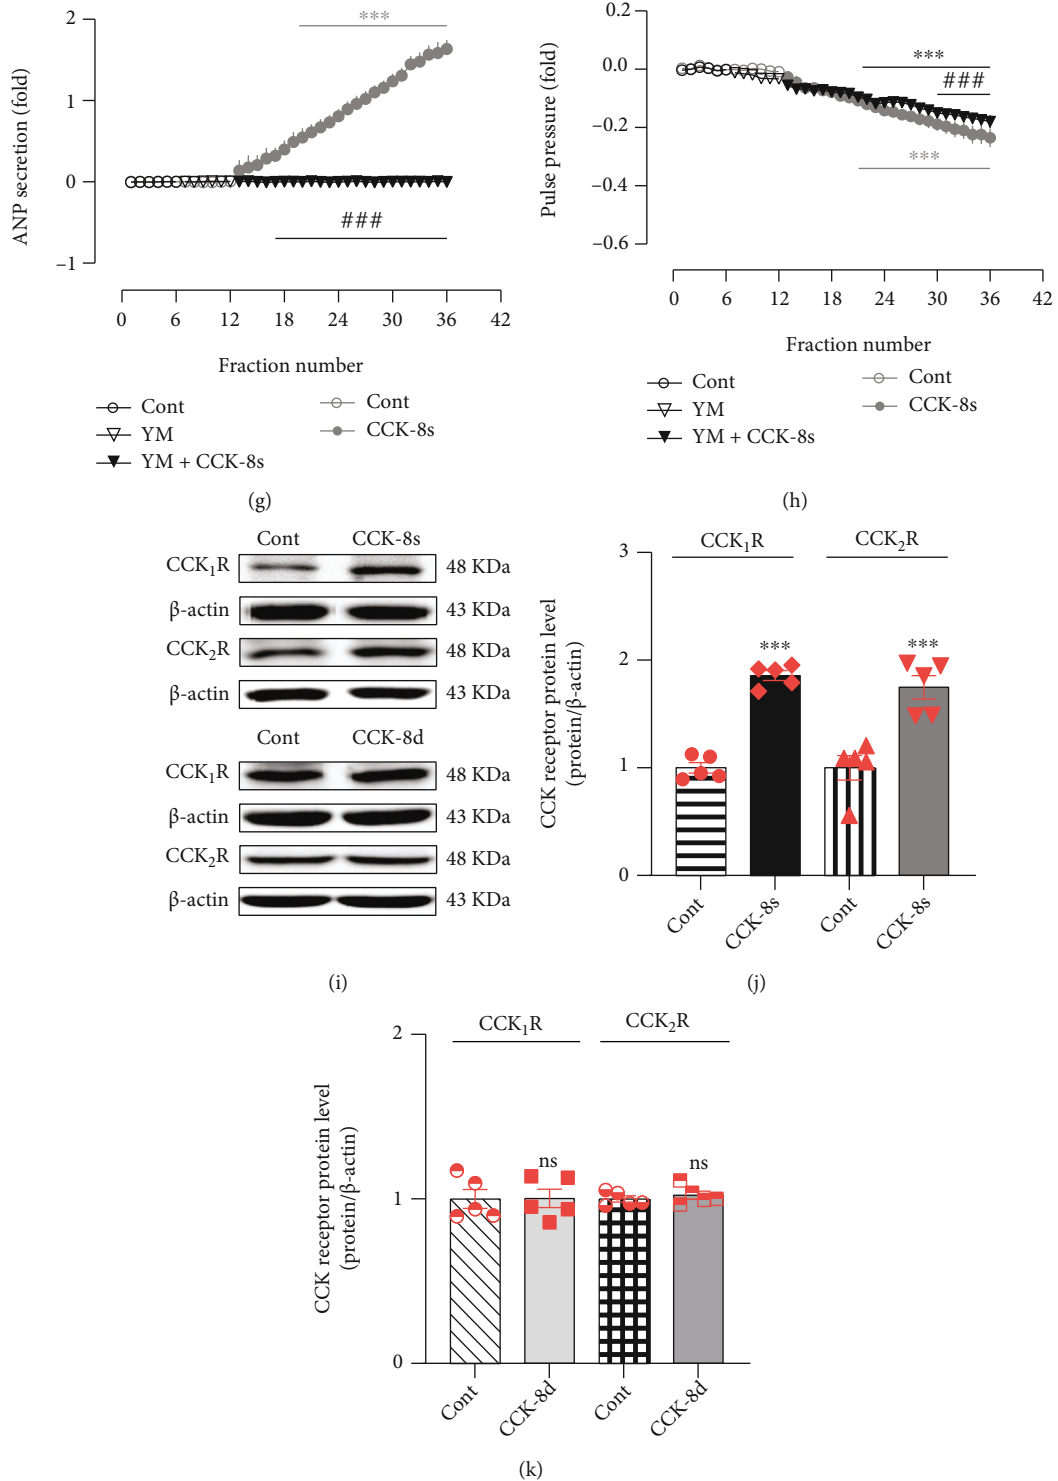 2
1
0
–1
ANP secretion (fold)
***
###
0 6 12 18 24 30 36 42
Fraction number
Cont
YM
YM + CCK-8s
Cont
CCK-8s
(g)
0.2
0.0
–0.2
–0.4
–0.6
Pulse pressure (fold)
***
###
***
0 6 12 18 24 30 36 42
Fraction number
Cont
YM
YM + CCK-8s
Cont
CCK-8s
(h)
Cont CCK-8s
CCK₁R 48 KDa
β-actin 43 KDa
CCK₂R 48 KDa
β-actin 43 KDa
Cont CCK-8d
CCK₁R 48 KDa
β-actin 43 KDa
CCK₂R 48 KDa
β-actin 43 KDa
(i)
CCK₁R CCK₂R
3
2
1
0
CCK receptor protein level
(protein/β-actin)
*** ***
Cont CCK-8s Cont CCK-8s
(j)
CCK₁R CCK₂R
2
1
0
CCK receptor protein level
(protein/β-actin)
ns ns
Cont CCK-8d Cont CCK-8d
(k)